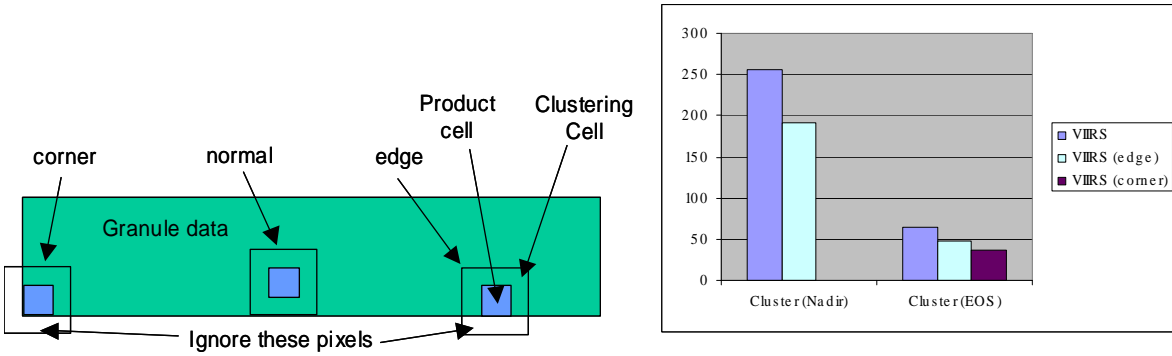 Product
cell
Clustering
Cell
corner
normal
edge
Granule data
Ignore these pixels
300
250
200
150
100
50
0
Cluster (Nadir)
Cluster (EOS)
VIIRS
VIIRS (edge)
VIIRS (corner)